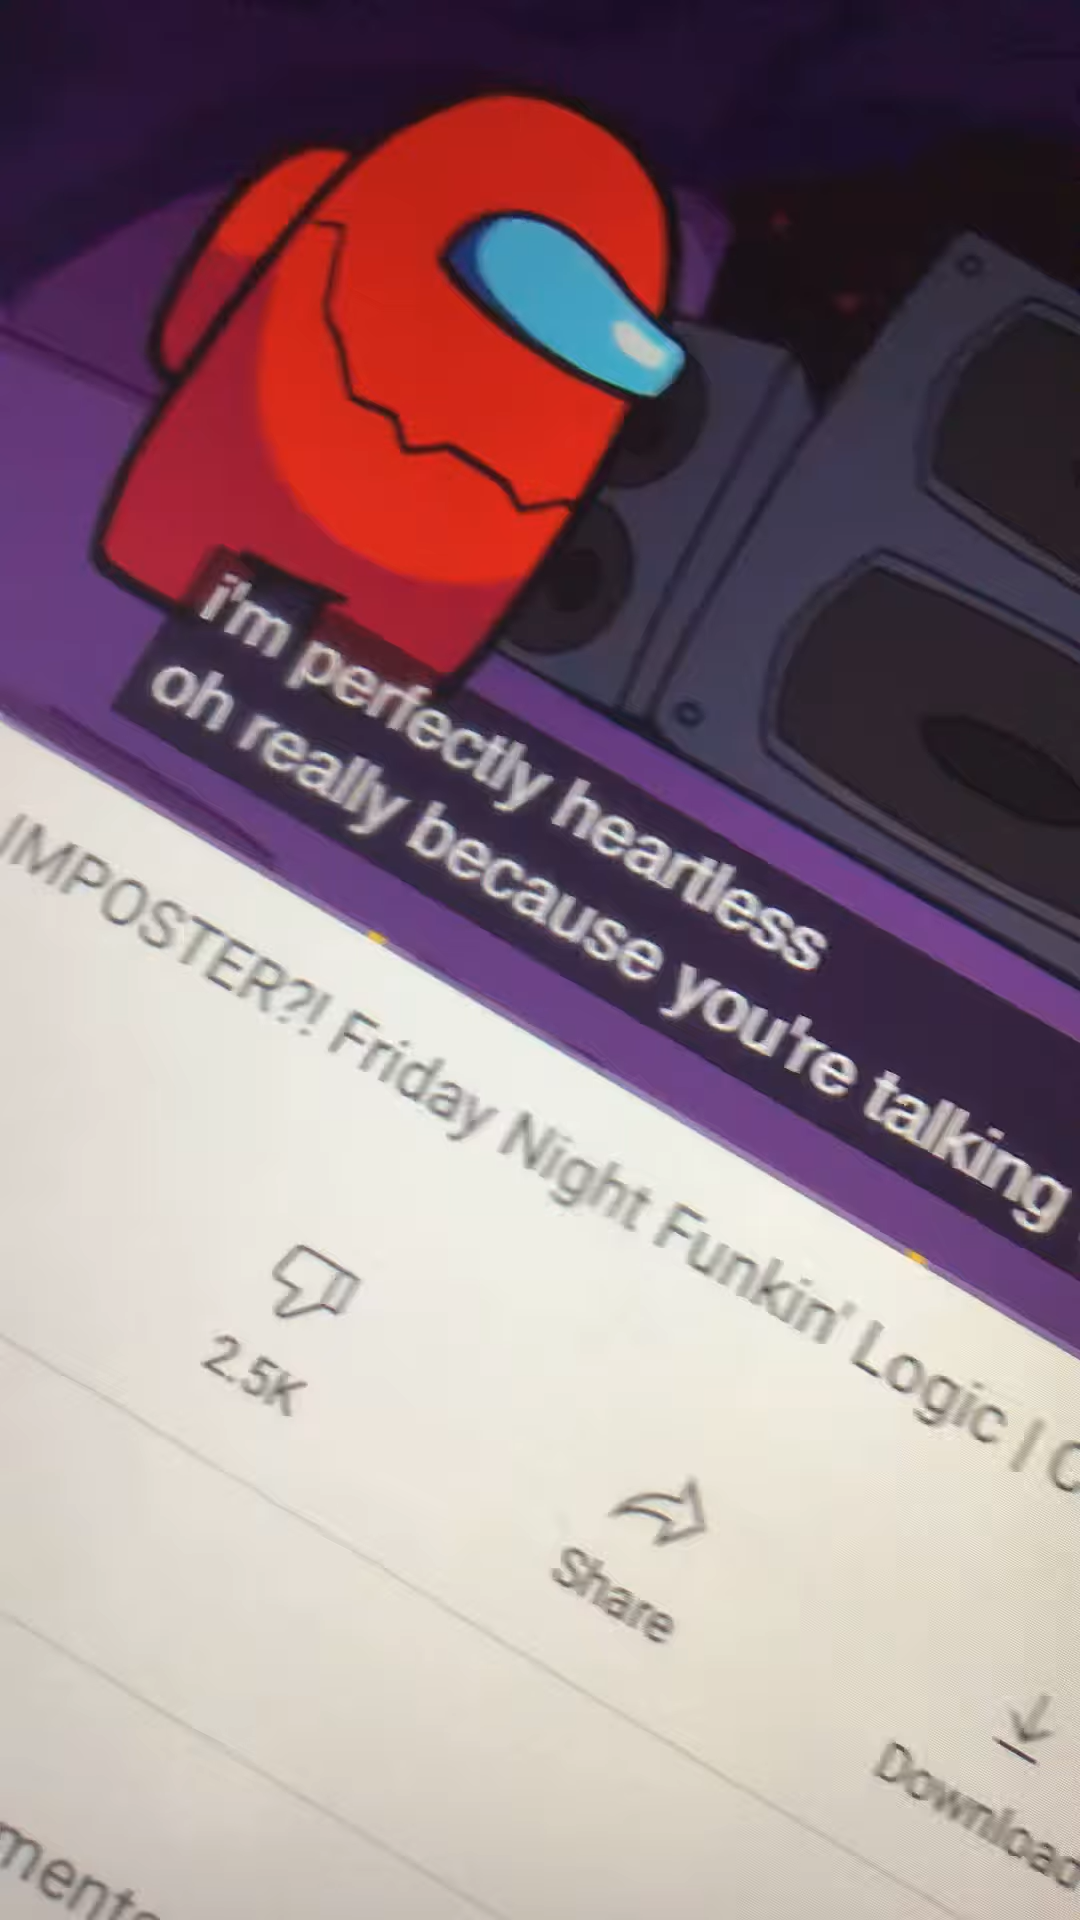 i'm perfectly heartless
oh really because you're talking
IMPOSTER?! Friday Night Funkin' Logic |
2.5K
Share
Download